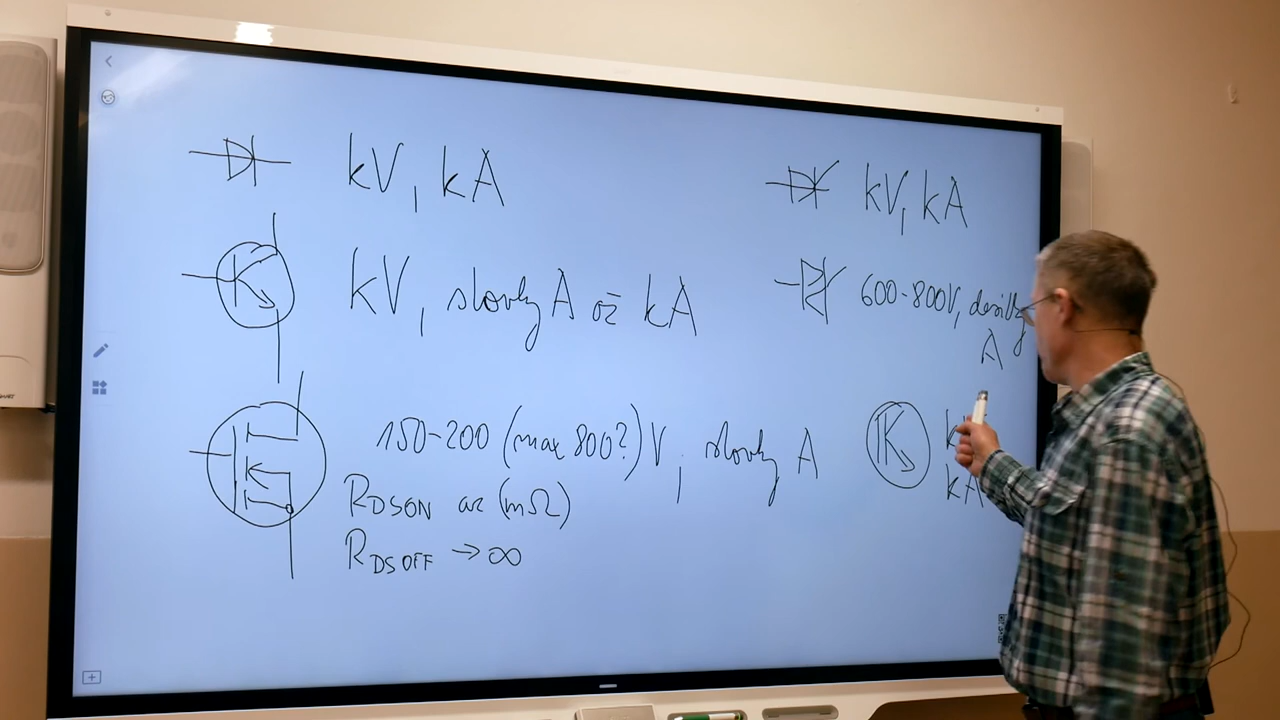 kV, kA
kV, stovky A až kA
150-200 (max 800?) V, stovky A
RDSON až (mΩ)
RDSOFF → ∞
kV, kA
600-800V, desítky
A
kA